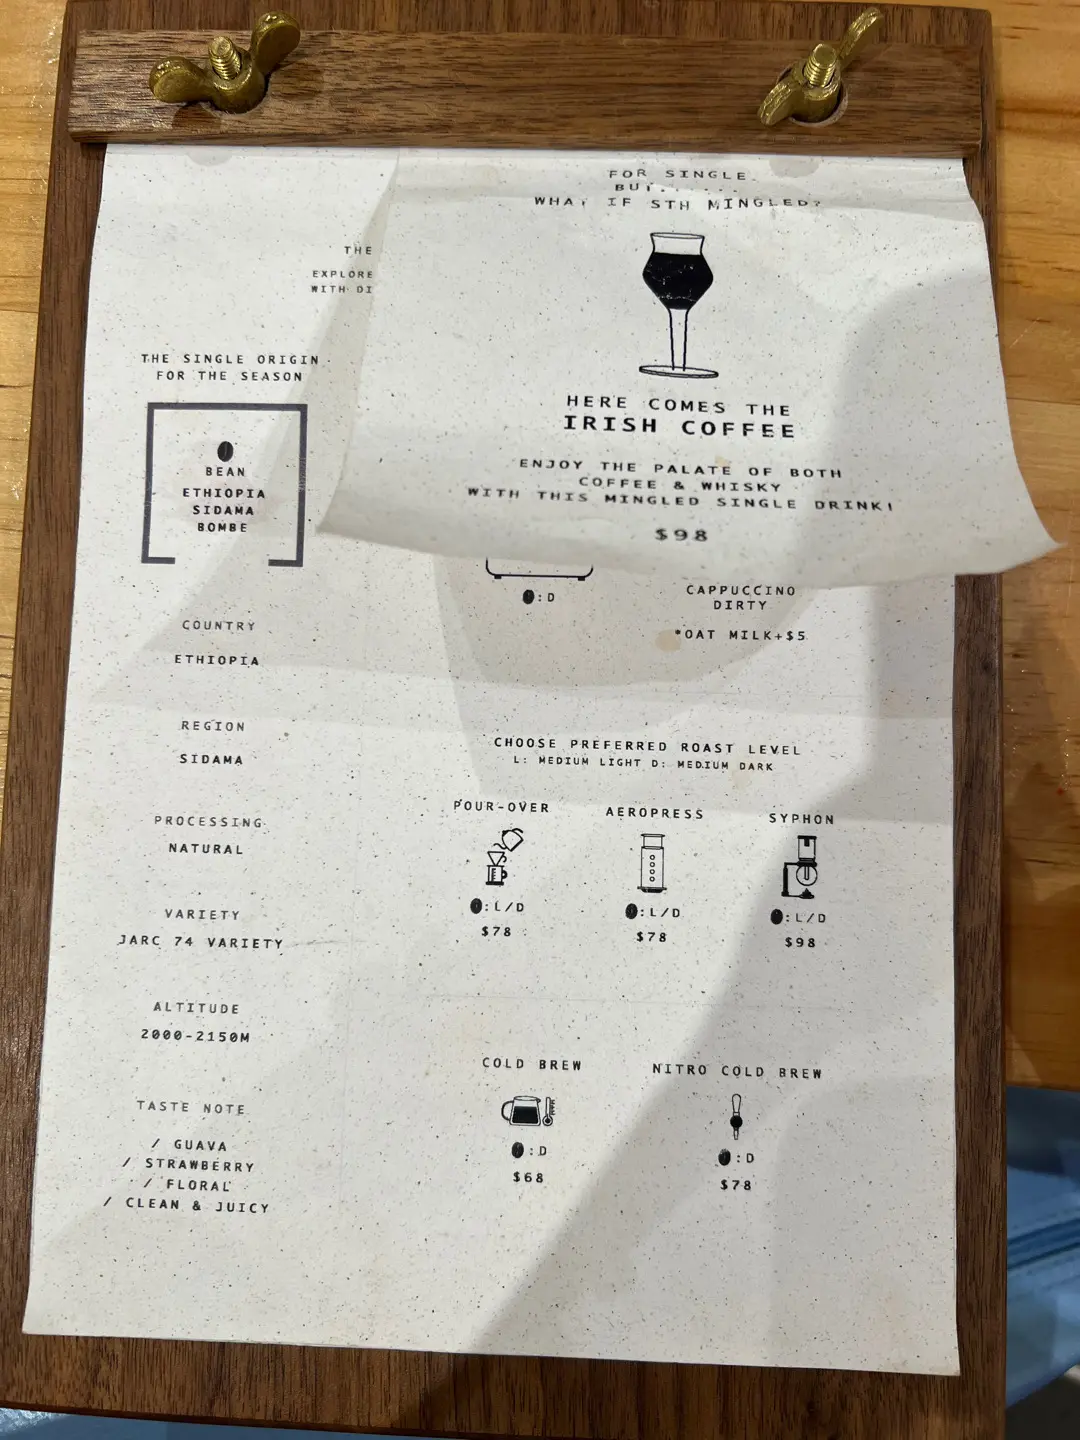 FOR SINGLE.
BUT......
WHAT IF STH MINGLED?
HERE COMES THE
IRISH COFFEE
ENJOY THE PALATE OF BOTH
COFFEE & WHISKY
WITH THIS MINGLED SINGLE DRINK!
$98
THE
EXPLORE
WITH DI
THE SINGLE ORIGIN
FOR THE SEASON
BEAN
ETHIOPIA
SIDAMA
BOMBE
COUNTRY
ETHIOPIA
REGION
SIDAMA
PROCESSING
NATURAL
VARIETY
JARC 74 VARIETY
ALTITUDE
2000-2150M
TASTE NOTE
/ GUAVA
/ STRAWBERRY
/ FLORAL
/ CLEAN & JUICY
:D
CAPPUCCINO
DIRTY
*OAT MILK+$5
CHOOSE PREFERRED ROAST LEVEL
L: MEDIUM LIGHT D: MEDIUM DARK
POUR-OVER
:L/D
$78
AEROPRESS
:L/D
$78
SYPHON
:L/D
$98
COLD BREW
:D
$68
NITRO COLD BREW
:D
$78